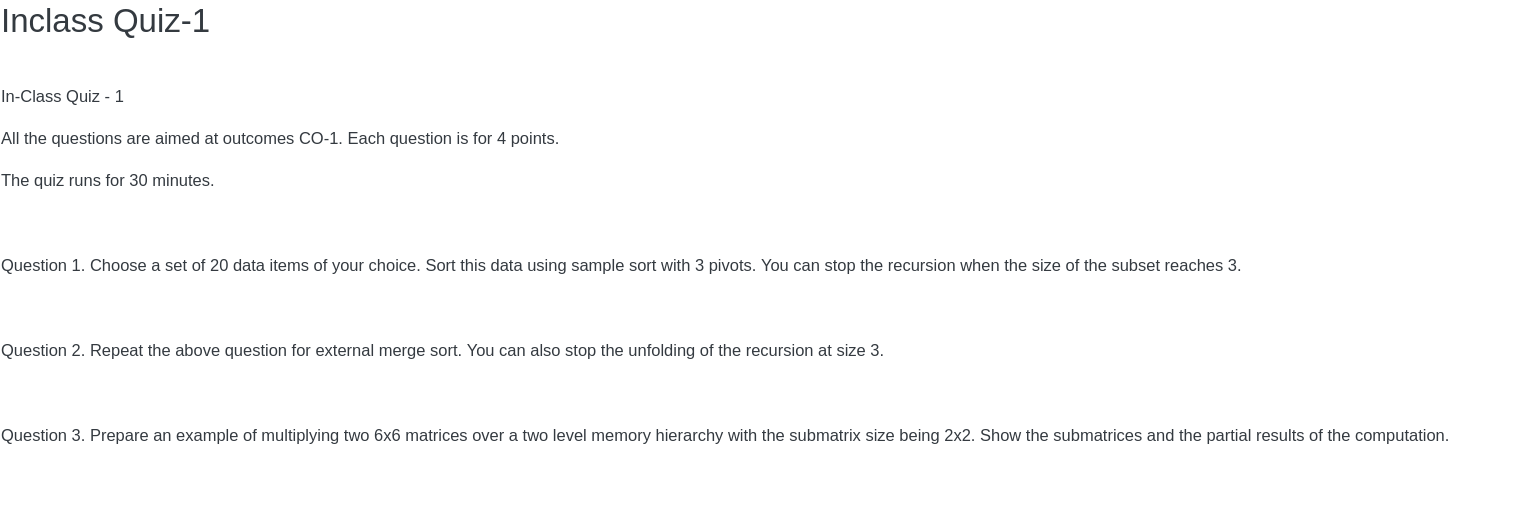 Inclass Quiz-1
In-Class Quiz - 1
All the questions are aimed at outcomes CO-1. Each question is for 4 points.
The quiz runs for 30 minutes.
Question 1. Choose a set of 20 data items of your choice. Sort this data using sample sort with 3 pivots. You can stop the recursion when the size of the subset reaches 3.
Question 2. Repeat the above question for external merge sort. You can also stop the unfolding of the recursion at size 3.
Question 3. Prepare an example of multiplying two 6x6 matrices over a two level memory hierarchy with the submatrix size being 2x2. Show the submatrices and the partial results of the computation.